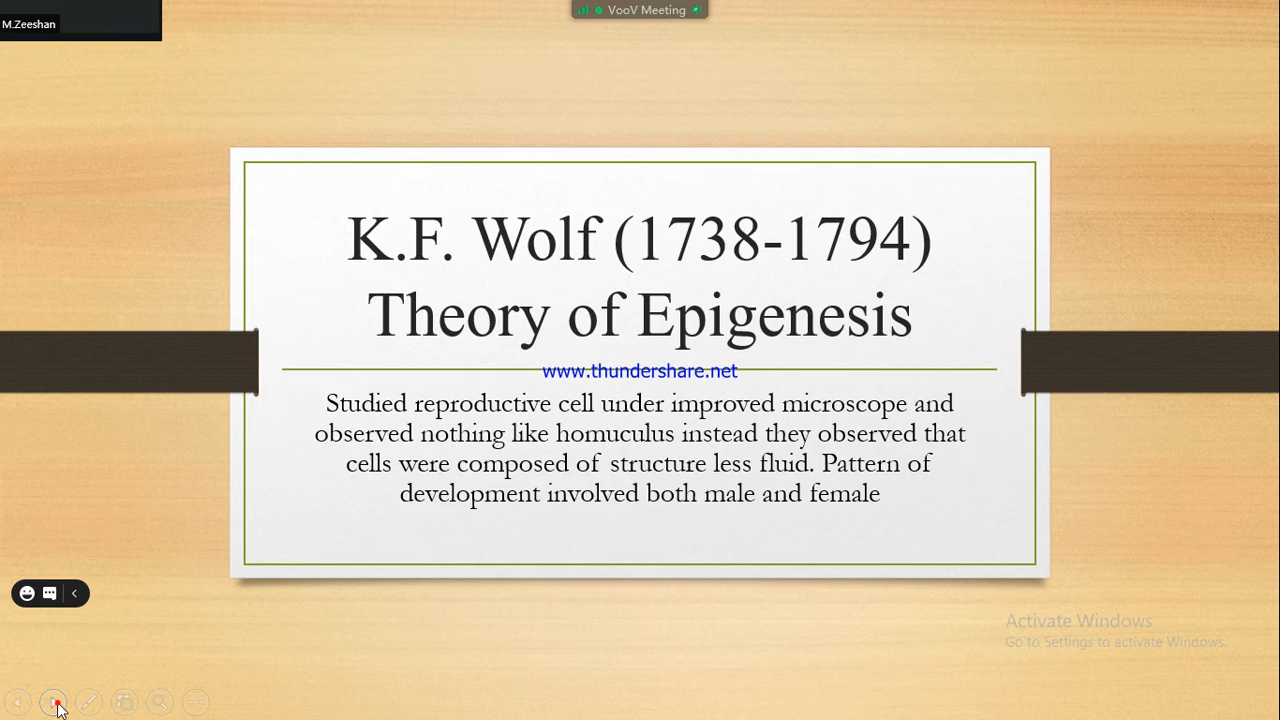 M.Zeeshan
VooV Meeting
K.F. Wolf (1738-1794)
Theory of Epigenesis
www.thundershare.net
Studied reproductive cell under improved microscope and
observed nothing like homuculus instead they observed that
cells were composed of structure less fluid. Pattern of
development involved both male and female
Activate Windows
Go to Settings to activate Windows.